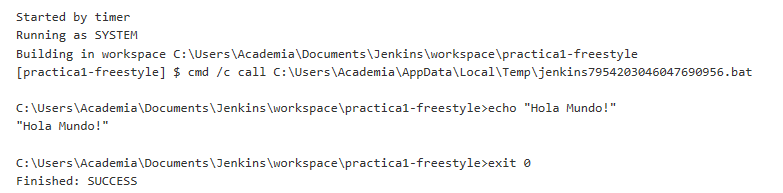 Started by timer
Running as SYSTEM
Building in workspace C:\Users\Academia\Documents\Jenkins\workspace\practica1-freestyle
[practica1-freestyle] $ cmd /c call C:\Users\Academia\AppData\Local\Temp\jenkins7954203046047690956.bat
C:\Users\Academia\Documents\Jenkins\workspace\practica1-freestyle>echo "Hola Mundo!"
"Hola Mundo!"
C:\Users\Academia\Documents\Jenkins\workspace\practica1-freestyle>exit 0
Finished: SUCCESS